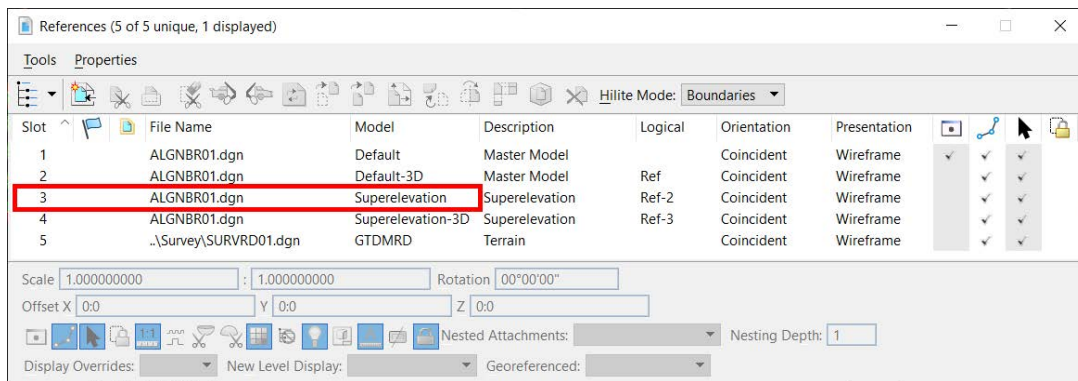 References (5 of 5 unique, 1 displayed)
Tools Properties
Hilite Mode: Boundaries
Slot File Name Model Description Logical Orientation Presentation
1 ALGNBR01.dgn Default Master Model Coincident Wireframe
2 ALGNBR01.dgn Default-3D Master Model Ref Coincident Wireframe
3 ALGNBR01.dgn Superelevation Superelevation Ref-2 Coincident Wireframe
4 ALGNBR01.dgn Superelevation-3D Superelevation Ref-3 Coincident Wireframe
5 ..\Survey\SURVRD01.dgn GTDMRD Terrain Coincident Wireframe
Scale 1.000000000 : 1.000000000 Rotation 00°00'00"
Offset X 0:0 Y 0:0 Z 0:0
1:1 Nested Attachments: Nesting Depth: 1
Display Overrides: New Level Display: Georeferenced: